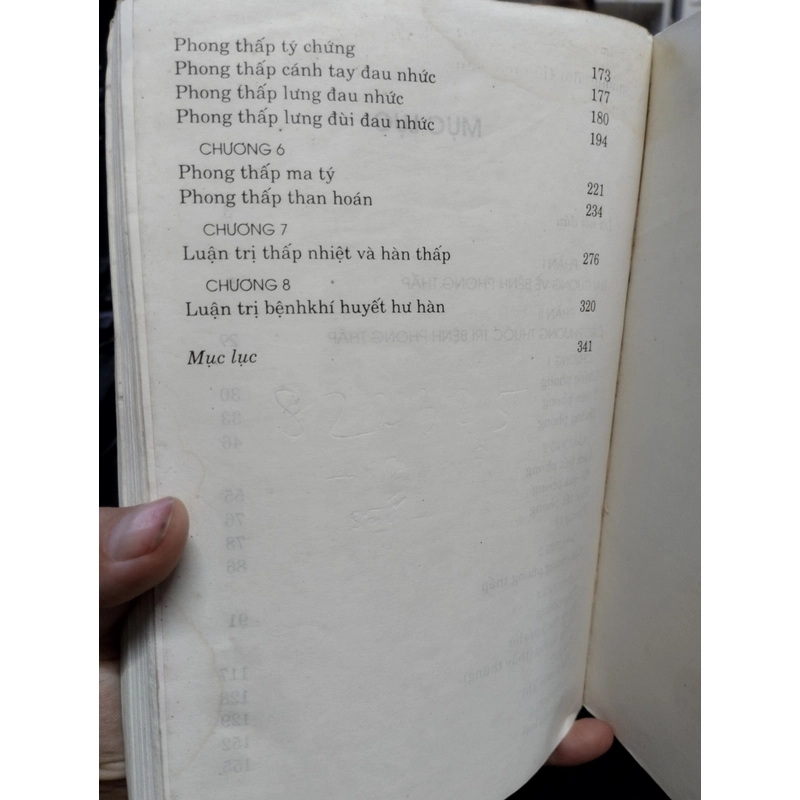 Phong thấp tý chứng 173
Phong thấp cánh tay đau nhức 177
Phong thấp lưng đau nhức 180
Phong thấp lưng đùi đau nhức 194
CHƯƠNG 6
Phong thấp ma tý 221
Phong thấp than hoán 234
CHƯƠNG 7
Luận trị thấp nhiệt và hàn thấp 276
CHƯƠNG 8
Luận trị bệnhkhí huyết hư hàn 320
Mục lục 341